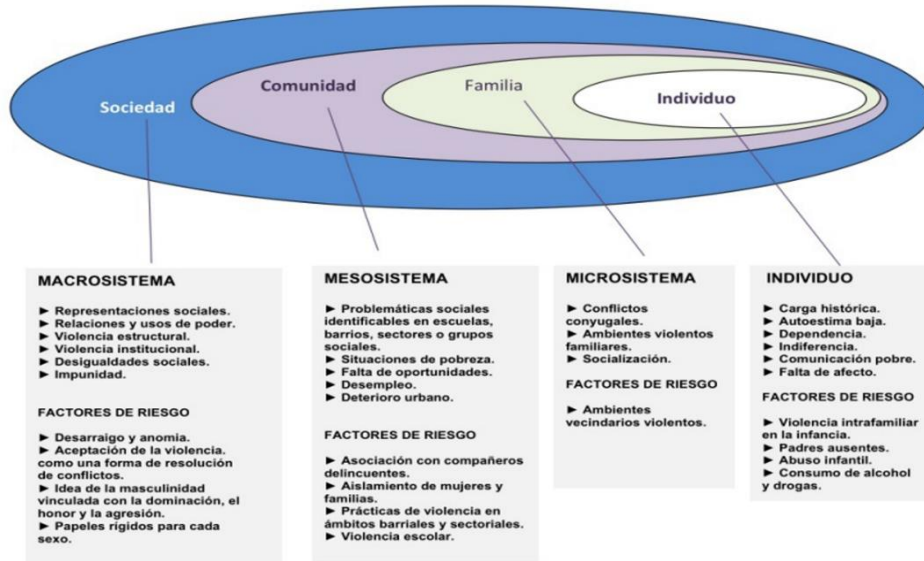 Sociedad
Comunidad
Familia
Individuo
MACROSISTEMA
► Representaciones sociales.
► Relaciones y usos de poder.
► Violencia estructural.
► Violencia institucional.
► Desigualdades sociales.
► Impunidad.
FACTORES DE RIESGO
► Desarraigo y anomia.
► Aceptación de la violencia.
como una forma de resolución
de conflictos.
► Idea de la masculinidad
vinculada con la dominación, el
honor y la agresión.
► Papeles rígidos para cada
sexo.
MESOSISTEMA
► Problemáticas sociales
identificables en escuelas,
barrios, sectores o grupos
sociales.
► Situaciones de pobreza.
► Falta de oportunidades.
► Desempleo.
► Deterioro urbano.
FACTORES DE RIESGO
► Asociación con compañeros
delincuentes.
► Aislamiento de mujeres y
familias.
► Prácticas de violencia en
ámbitos barriales y sectoriales.
► Violencia escolar.
MICROSISTEMA
► Conflictos
conyugales.
► Ambientes violentos
familiares.
► Socialización.
FACTORES DE RIESGO
► Ambientes
vecindarios violentos.
INDIVIDUO
► Carga histórica.
► Autoestima baja.
► Dependencia.
► Indiferencia.
► Comunicación pobre.
► Falta de afecto.
FACTORES DE RIESGO
► Violencia intrafamiliar
en la infancia.
► Padres ausentes.
► Abuso infantil.
► Consumo de alcohol
y drogas.